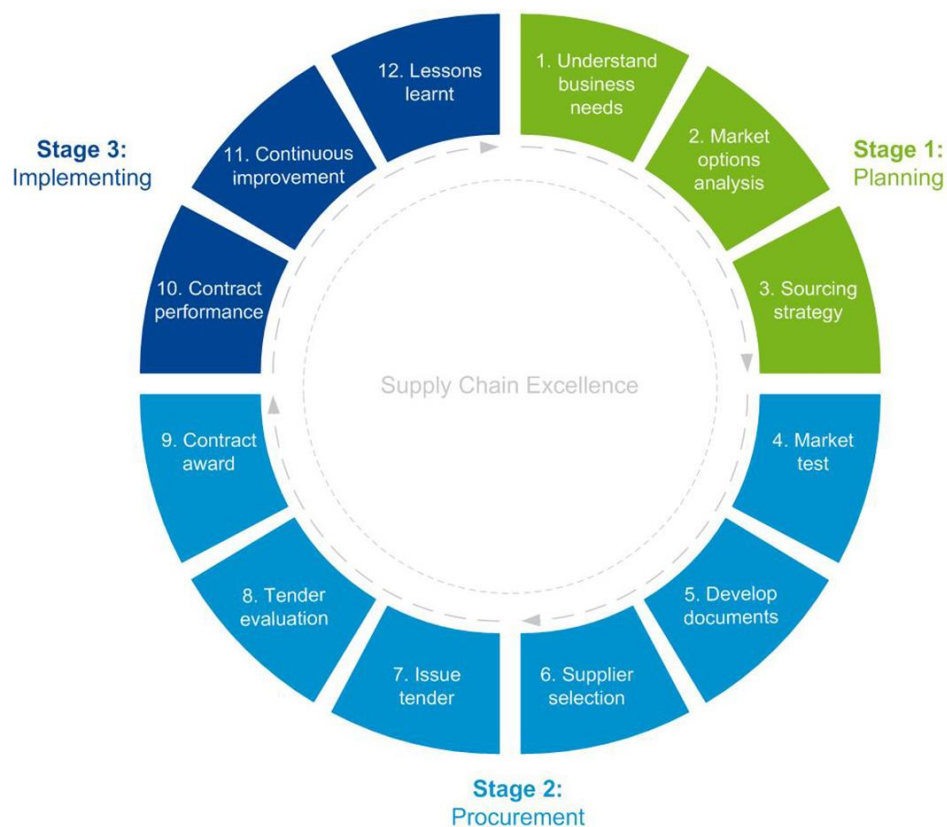 Stage 1:
Planning
1. Understand
business
needs
2. Market
options
analysis
3. Sourcing
strategy
4. Market
test
5. Develop
documents
6. Supplier
selection
7. Issue
tender
8. Tender
evaluation
9. Contract
award
Stage 2:
Procurement
10. Contract
performance
11. Continuous
improvement
12. Lessons
learnt
Stage 3:
Implementing
Supply Chain Excellence